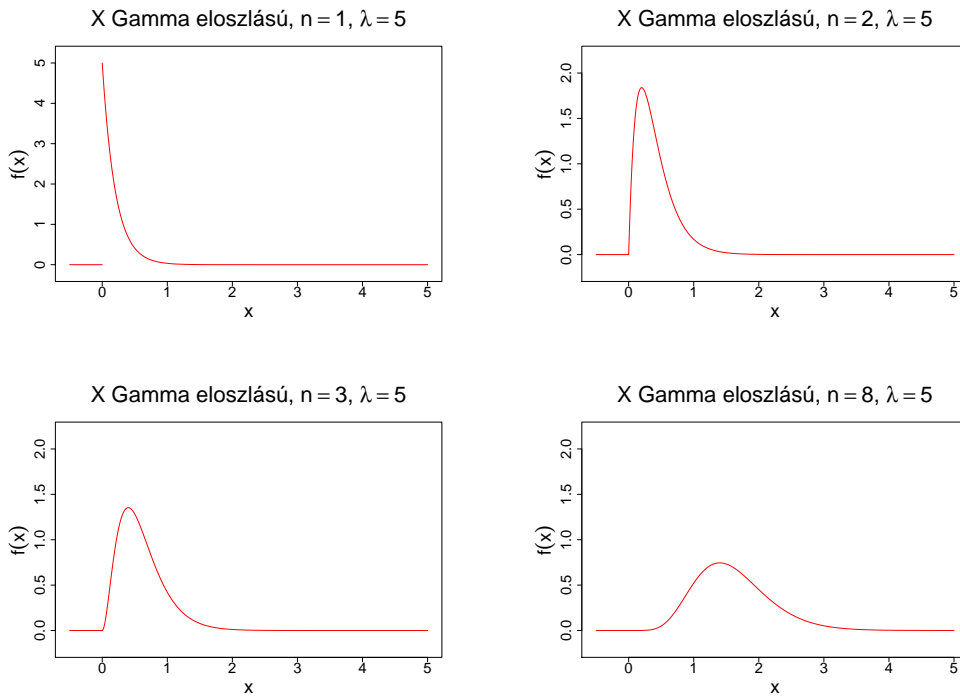 X Gamma eloszlású, n = 1, λ = 5
f(x)
5
4
3
2
1
0
0 1 2 3 4 5
x
X Gamma eloszlású, n = 2, λ = 5
f(x)
2.0
1.5
1.0
0.5
0.0
0 1 2 3 4 5
x
X Gamma eloszlású, n = 3, λ = 5
f(x)
2.0
1.5
1.0
0.5
0.0
0 1 2 3 4 5
x
X Gamma eloszlású, n = 8, λ = 5
f(x)
2.0
1.5
1.0
0.5
0.0
0 1 2 3 4 5
x